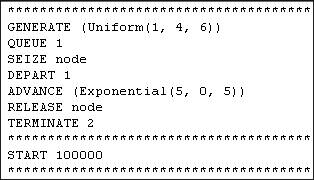 ***************************************
GENERATE (Uniform(1, 4, 6))
QUEUE 1
SEIZE node
DEPART 1
ADVANCE (Exponential(5, 0, 5))
RELEASE node
TERMINATE 2
***************************************
START 100000
***************************************